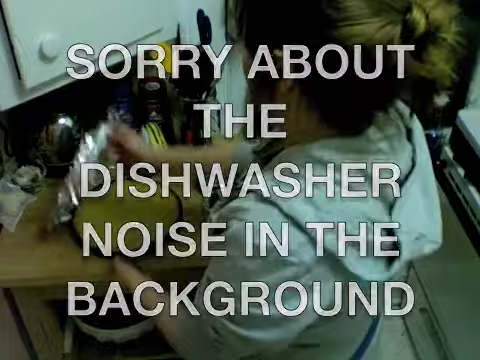 SORRY ABOUT
THE
DISHWASHER
NOISE IN THE
BACKGROUND